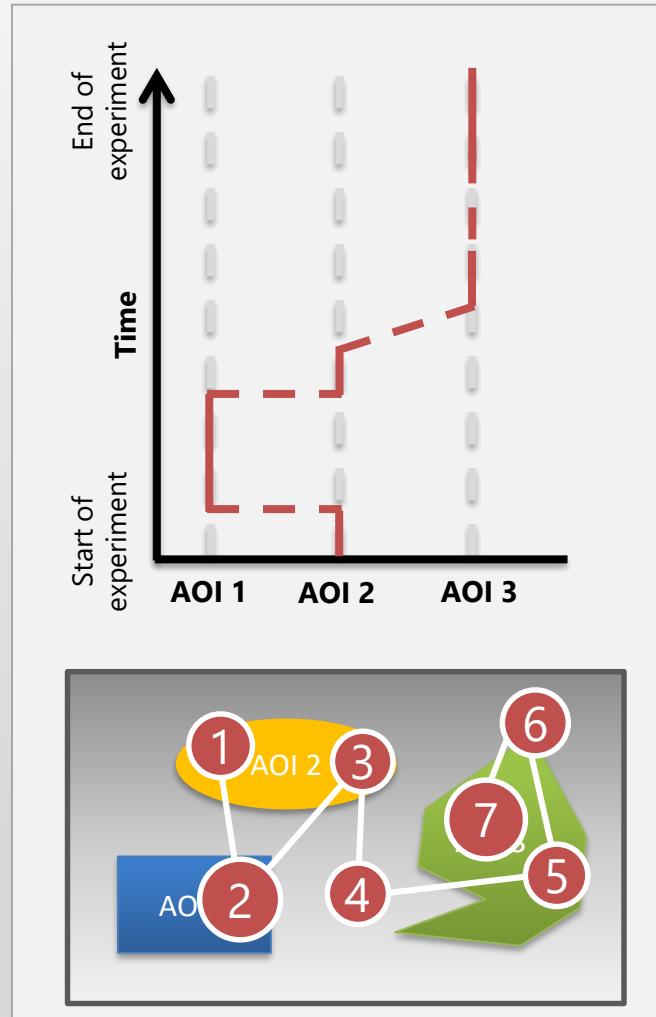 End of
experiment
Time
Start of
experiment
AOI 1
AOI 2
AOI 3
1
AOI 2
3
6
7
2
4
5